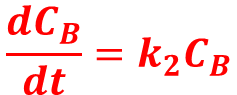 dC_B/dt = k_2C_B